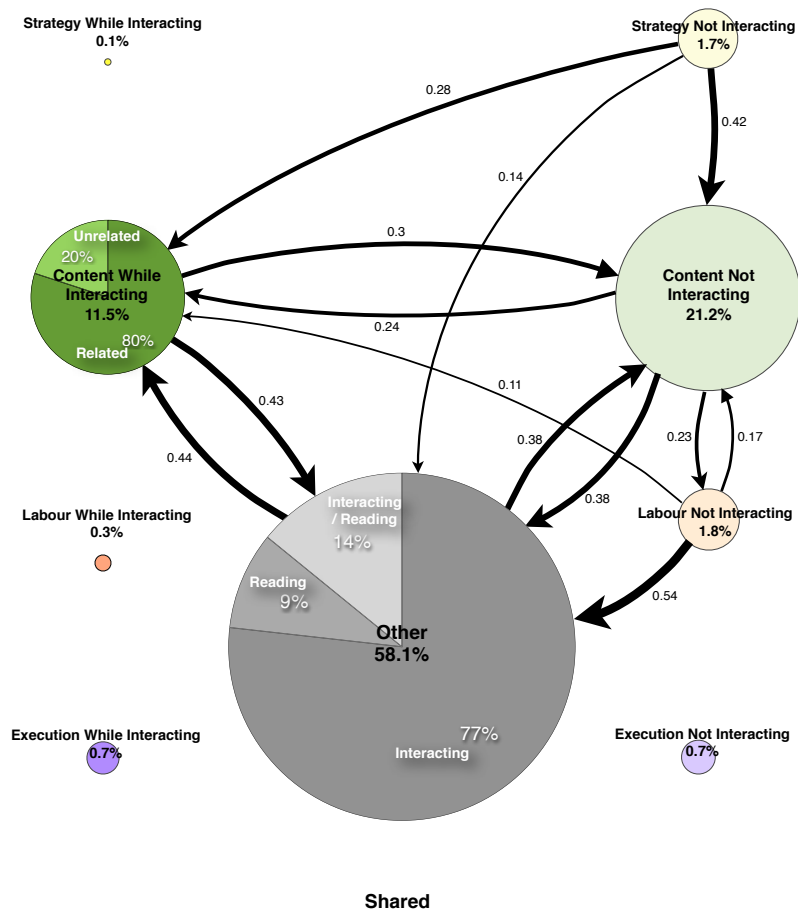 Strategy While Interacting
0.1%
Strategy Not Interacting
1.7%
0.28
0.42
0.14
0.3
Unrelated
20%
Content While
Interacting
11.5%
80%
Related
Content Not
Interacting
21.2%
0.24
0.11
0.43
0.44
0.38
0.38
0.23
0.17
Labour While Interacting
0.3%
Interacting
/ Reading
14%
Labour Not Interacting
1.8%
Reading
9%
0.54
Other
58.1%
77%
Interacting
Execution While Interacting
0.7%
Execution Not Interacting
0.7%
Shared